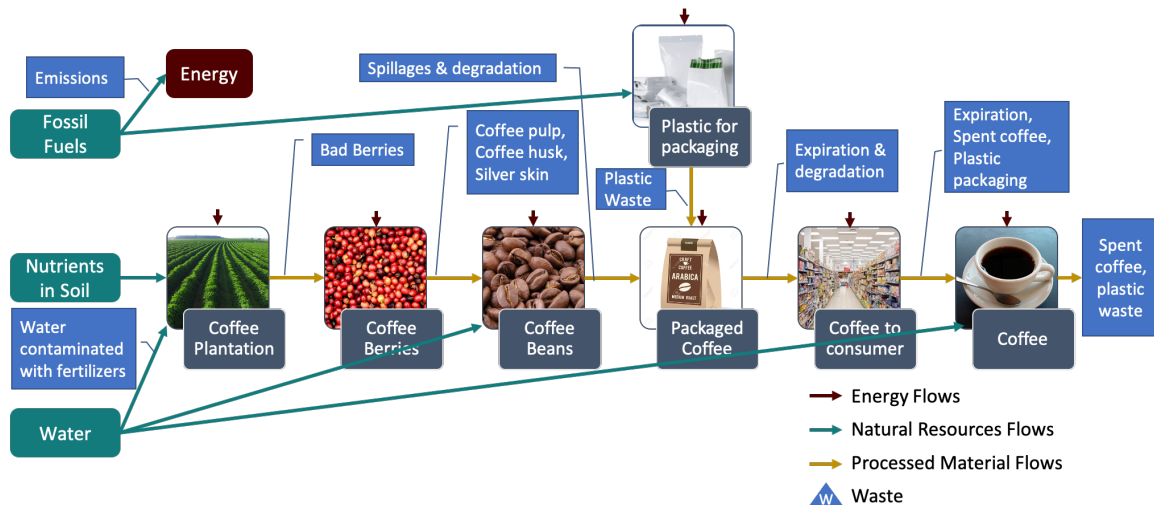 Emissions
Energy
Spillages & degradation
Fossil
Fuels
Bad Berries
Coffee pulp,
Coffee husk,
Silver skin
Plastic for
packaging
Plastic
Waste
Expiration &
degradation
Expiration,
Spent coffee,
Plastic
packaging
Nutrients
in Soil
CRAFT
COFFEE
ARABICA
MEDIUM ROAST
Spent
coffee,
plastic
waste
Water
contaminated
with fertilizers
Coffee
Plantation
Coffee
Berries
Coffee
Beans
Packaged
Coffee
Coffee to
consumer
Coffee
Water
Energy Flows
Natural Resources Flows
Processed Material Flows
W Waste